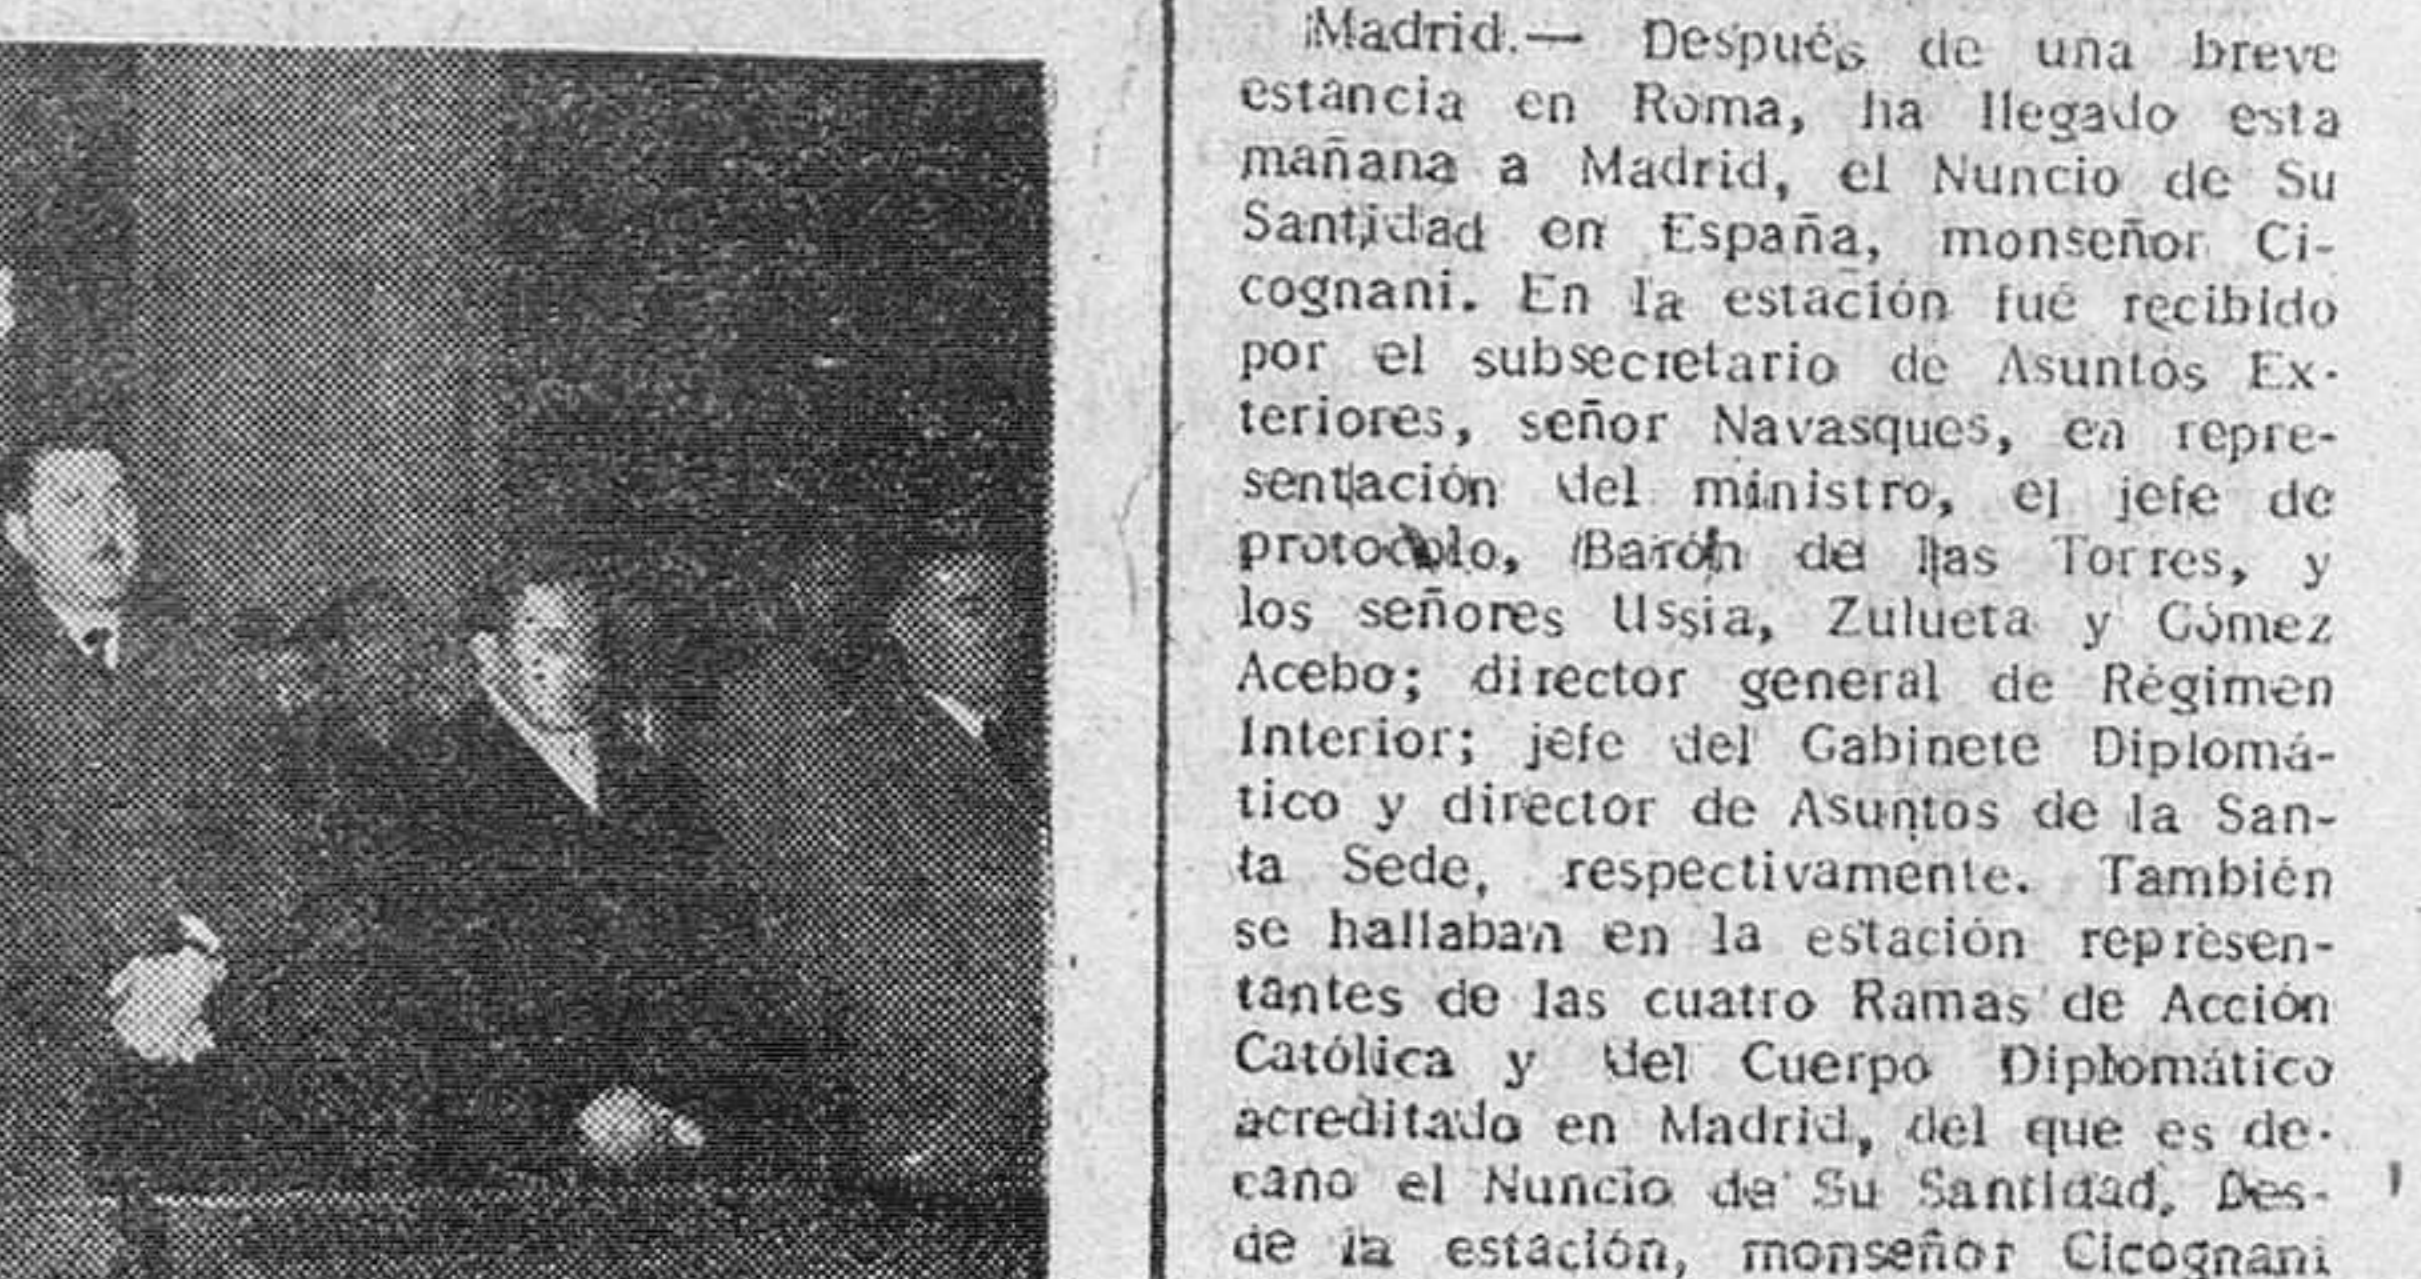 Madrid.— Después de una breve
estancia en Roma, ha llegado esta
mañana a Madrid, el Nuncio de Su
Santidad en España, monseñor Ci-
cognani. En la estación fué recibido
por el subsecretario de Asuntos Ex-
teriores, señor Navasques, en repre-
sentación del ministro, el jefe de
protocolo, Barón de las Torres, y
los señores Ussia, Zulueta y Gómez
Acebo; director general de Régimen
Interior; jefe del Gabinete Diplomá-
tico y director de Asuntos de la San-
ta Sede, respectivamente. También
se hallaban en la estación represen-
tantes de las cuatro Ramas de Acción
Católica y del Cuerpo Diplomático
acreditado en Madrid, del que es de-
cano el Nuncio de Su Santidad. Des-
de la estación, monseñor Cicognani